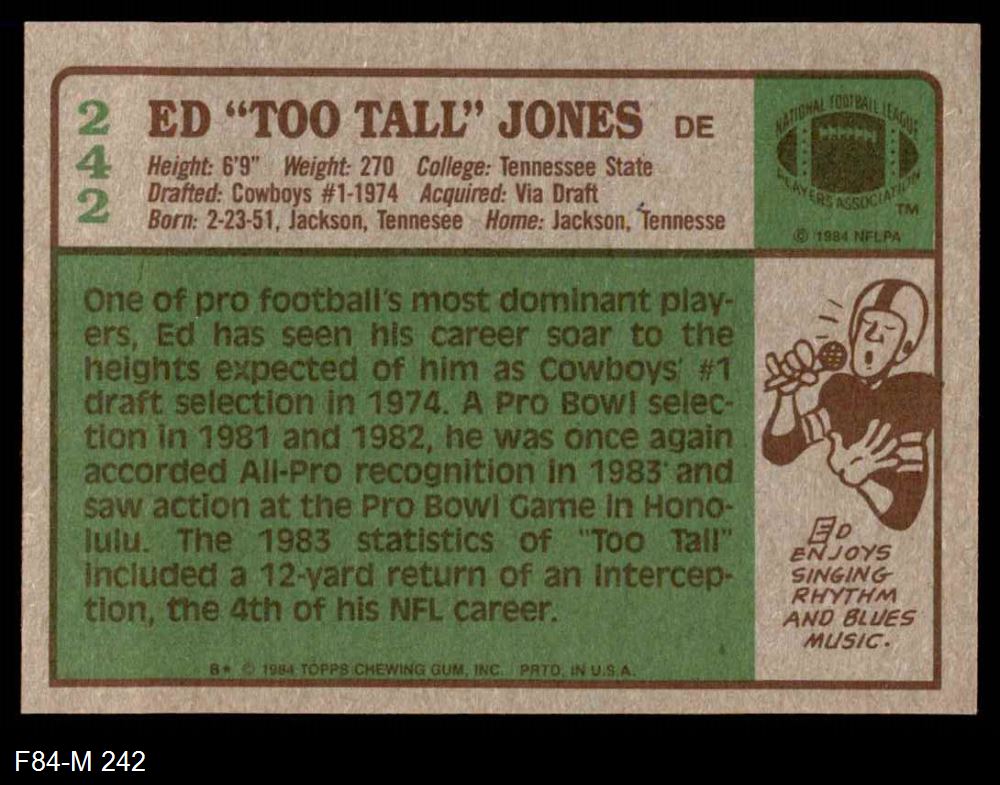 242
ED “TOO TALL” JONES DE
Height: 6'9" Weight: 270 College: Tennessee State
Drafted: Cowboys #1-1974 Acquired: Via Draft
Born: 2-23-51, Jackson, Tennesee Home: Jackson, Tennesse
NATIONAL FOOTBALL LEAGUE
PLAYERS ASSOCIATION
TM
© 1984 NFLPA
One of pro football's most dominant play-
ers, Ed has seen his career soar to the
heights expected of him as Cowboys' #1
draft selection in 1974. A Pro Bowl selec-
tion in 1981 and 1982, he was once again
accorded All-Pro recognition in 1983 and
saw action at the Pro Bowl Game in Hono-
lulu. The 1983 statistics of "Too Tall"
included a 12-yard return of an intercep-
tion, the 4th of his NFL career.
ED
ENJOYS
SINGING
RHYTHM
AND BLUES
MUSIC.
B* © 1984 TOPPS CHEWING GUM, INC. PRTD. IN U.S.A.
F84-M 242